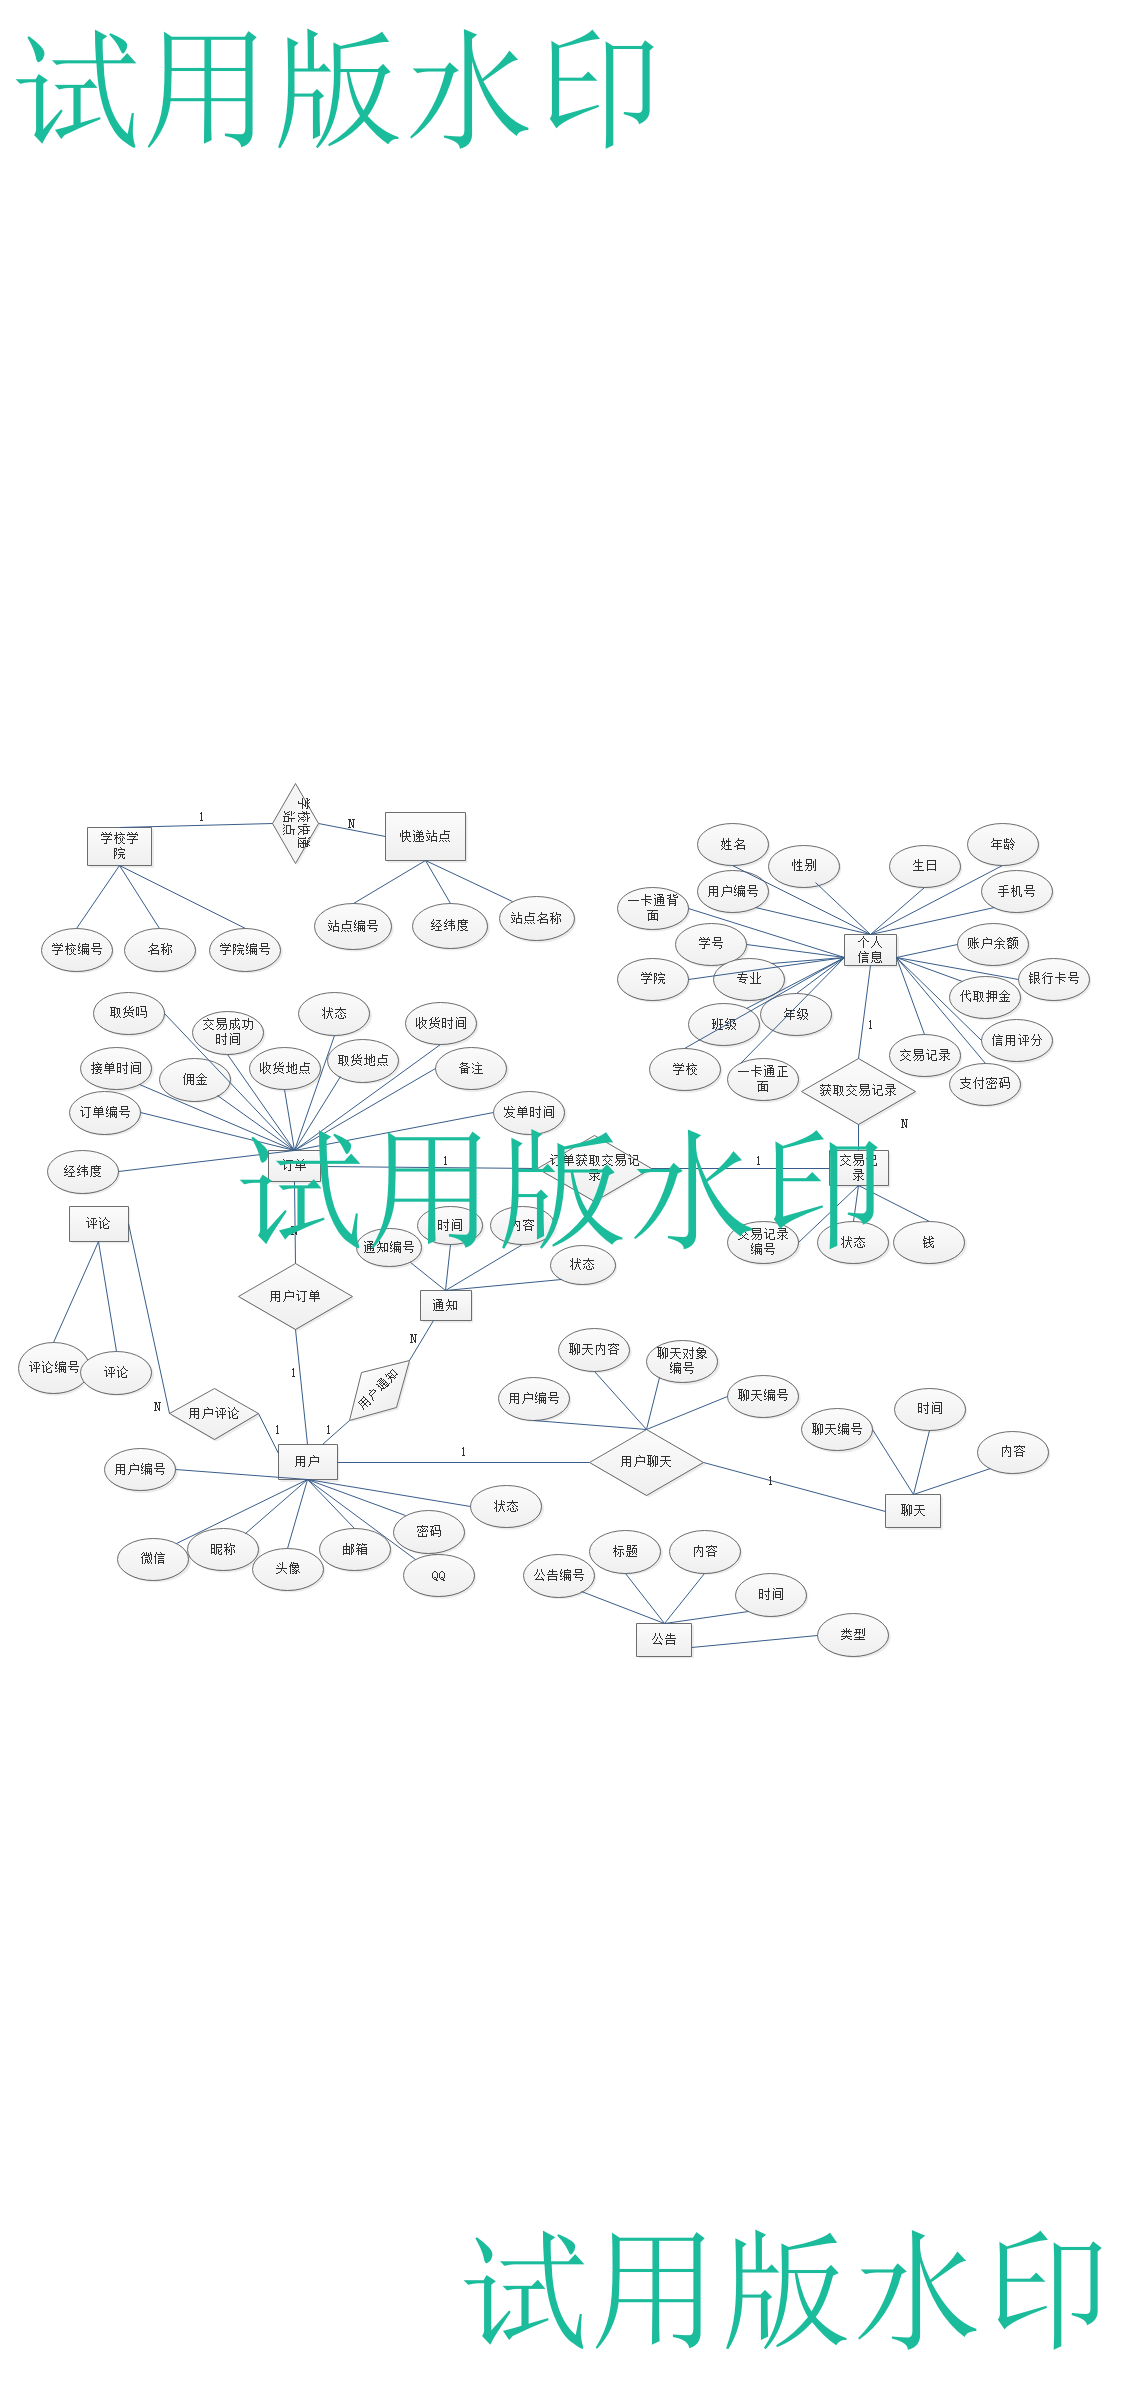 试用版水印
学校学
院
1
学校快递
站点
N
快递站点
学校编号
名称
学院编号
站点编号
经纬度
站点名称
姓名
性别
生日
年龄
用户编号
手机号
一卡通背
面
学号
个人
信息
账户余额
学院
专业
银行卡号
代取押金
班级
年级
信用评分
学校
一卡通正
面
交易记录
支付密码
1
获取交易记录
N
取货吗
交易成功
时间
状态
收货时间
接单时间
佣金
收货地点
取货地点
备注
订单编号
发单时间
经纬度
订单
1
订单获取交易记
录
1
交易记
录
试用版水印
交易记录
编号
状态
钱
评论
N
通知编号
时间
内容
状态
用户订单
通知
评论编号
评论
1
N
用户通知
N
用户评论
1
1
用户
1
聊天内容
聊天对象
编号
用户编号
聊天编号
用户聊天
1
聊天编号
时间
内容
聊天
用户编号
微信
昵称
头像
邮箱
密码
QQ
状态
公告编号
标题
内容
时间
公告
类型
试用版水印